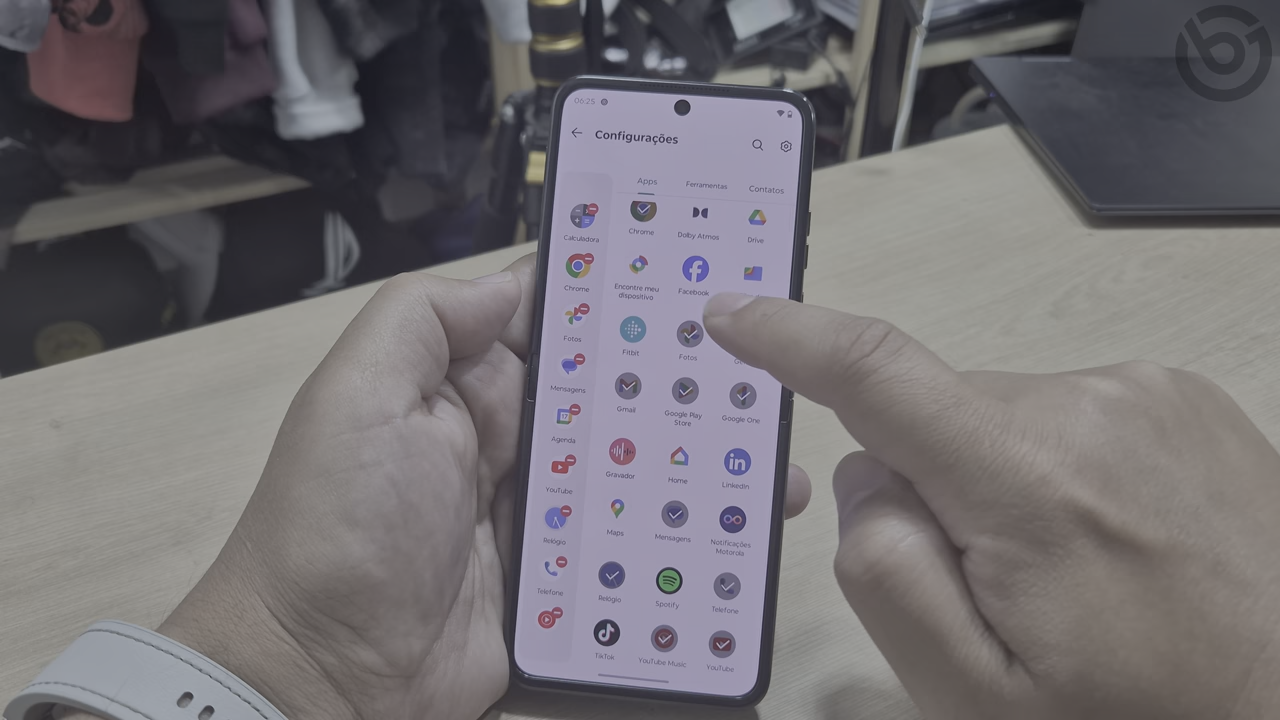 06:25
Configurações
Apps Ferramentas Contatos
Calculadora
Chrome
Fotos
Mensagens
Agenda
YouTube
Relógio
Telefone
Chrome Dolby Atmos Drive
Encontre meu dispositivo
Facebook
Fitbit Fotos
Gmail Google Play Store Google One
Gravador Home LinkedIn
Maps Mensagens Notificações Motorola
Relógio Spotify Telefone
TikTok YouTube Music YouTube